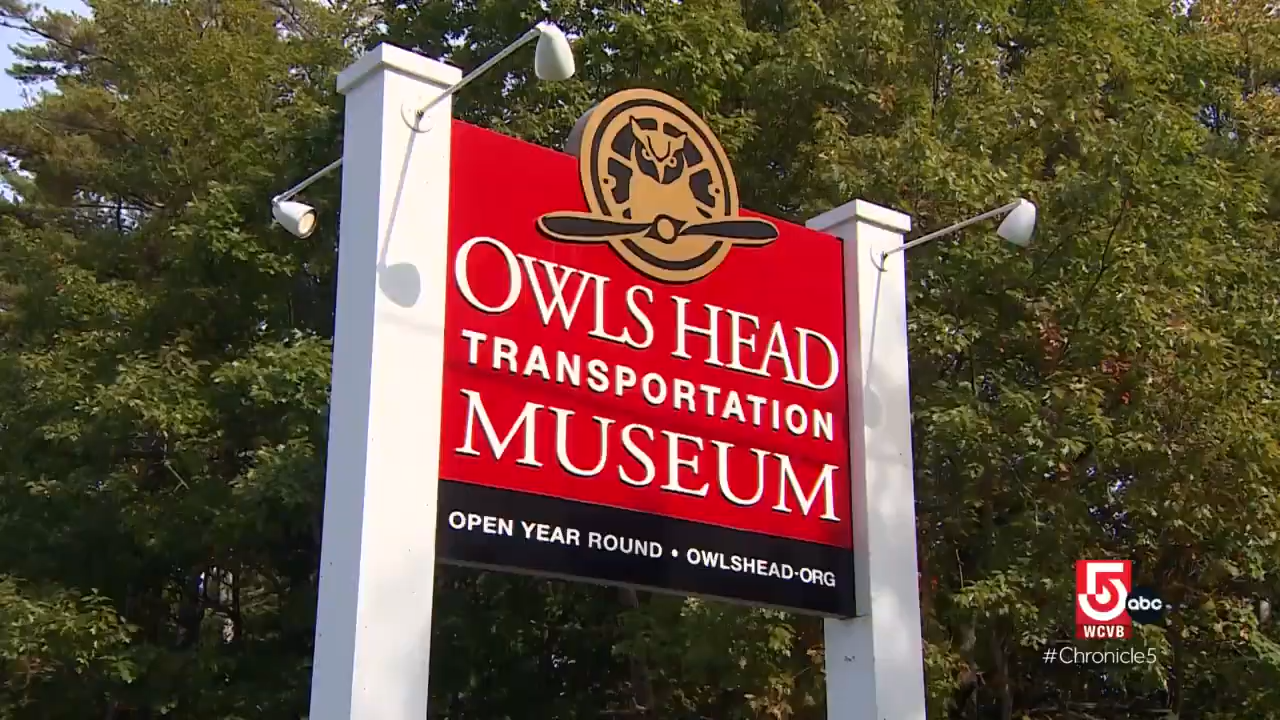 OWLS HEAD
TRANSPORTATION
MUSEUM
OPEN YEAR ROUND • OWLSHEAD•ORG
5 abc
WCVB
#Chronicle5